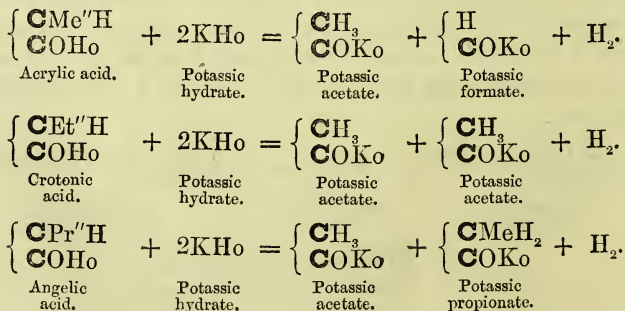 { CMe″H + 2KHo = { CH₃ + { H + H₂.
{ COHo { COKo { COKo
Acrylic acid. Potassic hydrate. Potassic acetate. Potassic formate.
{ CEt″H + 2KHo = { CH₃ + { CH₃ + H₂.
{ COHo { COKo { COKo
Crotonic acid. Potassic hydrate. Potassic acetate. Potassic acetate.
{ CPr″H + 2KHo = { CH₃ + { CMeH₂ + H₂.
{ COHo { COKo { COKo
Angelic acid. Potassic hydrate. Potassic acetate. Potassic propionate.